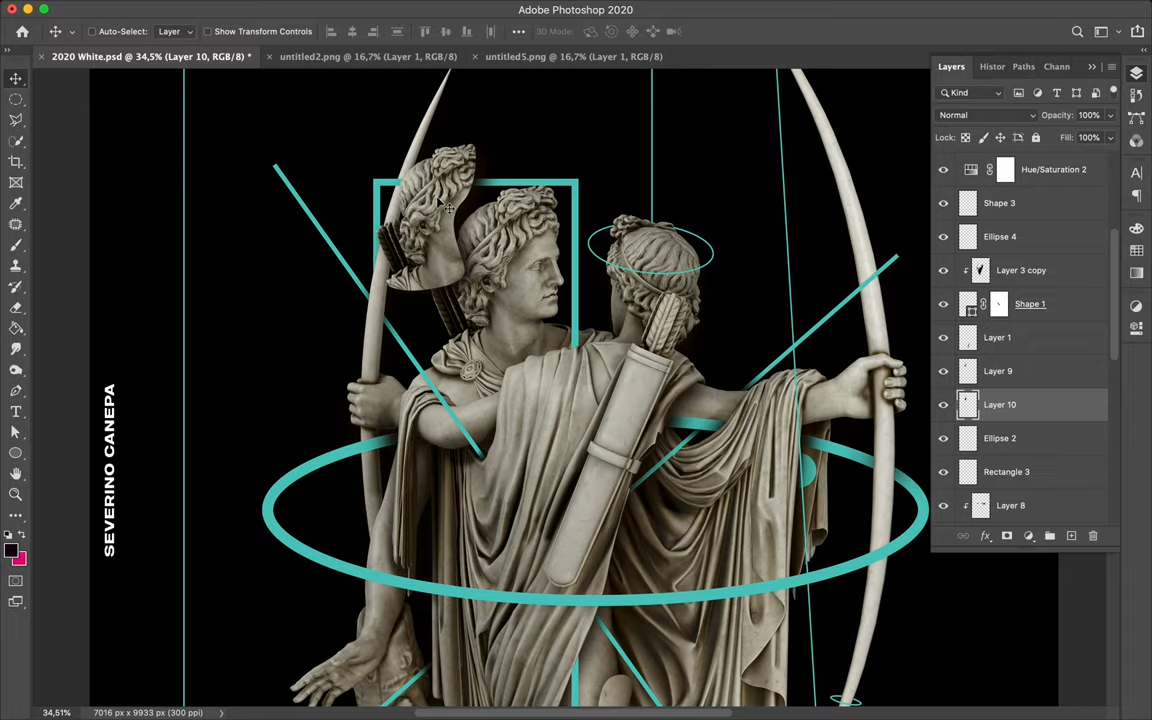 Adobe Photoshop 2020
Auto-Select: Layer Show Transform Controls 3D Mode:
2020 White.psd @ 34,5% (Layer 10, RGB/8) * untitled2.png @ 16,7% (Layer 1, RGB/8) untitled5.png @ 16,7% (Layer 1, RGB/8)
Layers Histor Paths Chann
Kind
Normal Opacity: 100%
Lock: Fill: 100%
Hue/Saturation 2
Shape 3
Ellipse 4
Layer 3 copy
Shape 1
Layer 1
Layer 9
Layer 10
Ellipse 2
Rectangle 3
Layer 8
fx
SEVERINO CANEPA
34,51% 7016 px x 9933 px (300 ppi)